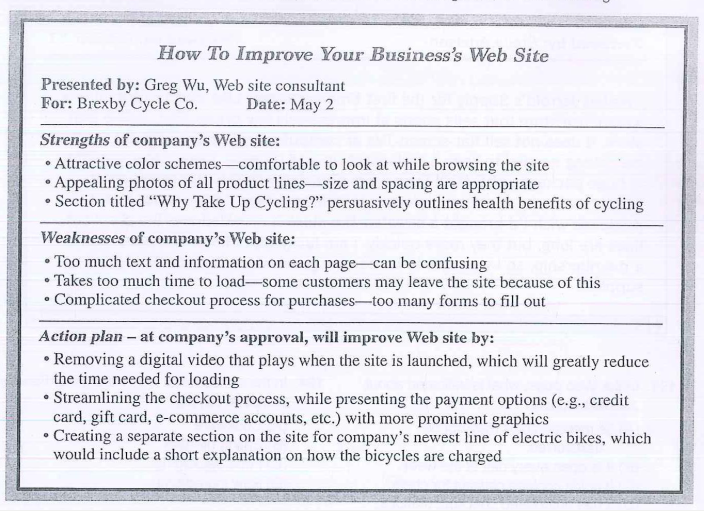 How To Improve Your Business's Web Site
Presented by: Greg Wu, Web site consultant
For: Brexby Cycle Co. Date: May 2
Strengths of company's Web site:
• Attractive color schemes—comfortable to look at while browsing the site
• Appealing photos of all product lines—size and spacing are appropriate
• Section titled "Why Take Up Cycling?" persuasively outlines health benefits of cycling
Weaknesses of company's Web site:
• Too much text and information on each page—can be confusing
• Takes too much time to load—some customers may leave the site because of this
• Complicated checkout process for purchases—too many forms to fill out
Action plan – at company's approval, will improve Web site by:
• Removing a digital video that plays when the site is launched, which will greatly reduce
the time needed for loading
• Streamlining the checkout process, while presenting the payment options (e.g., credit
card, gift card, e-commerce accounts, etc.) with more prominent graphics
• Creating a separate section on the site for company's newest line of electric bikes, which
would include a short explanation on how the bicycles are charged